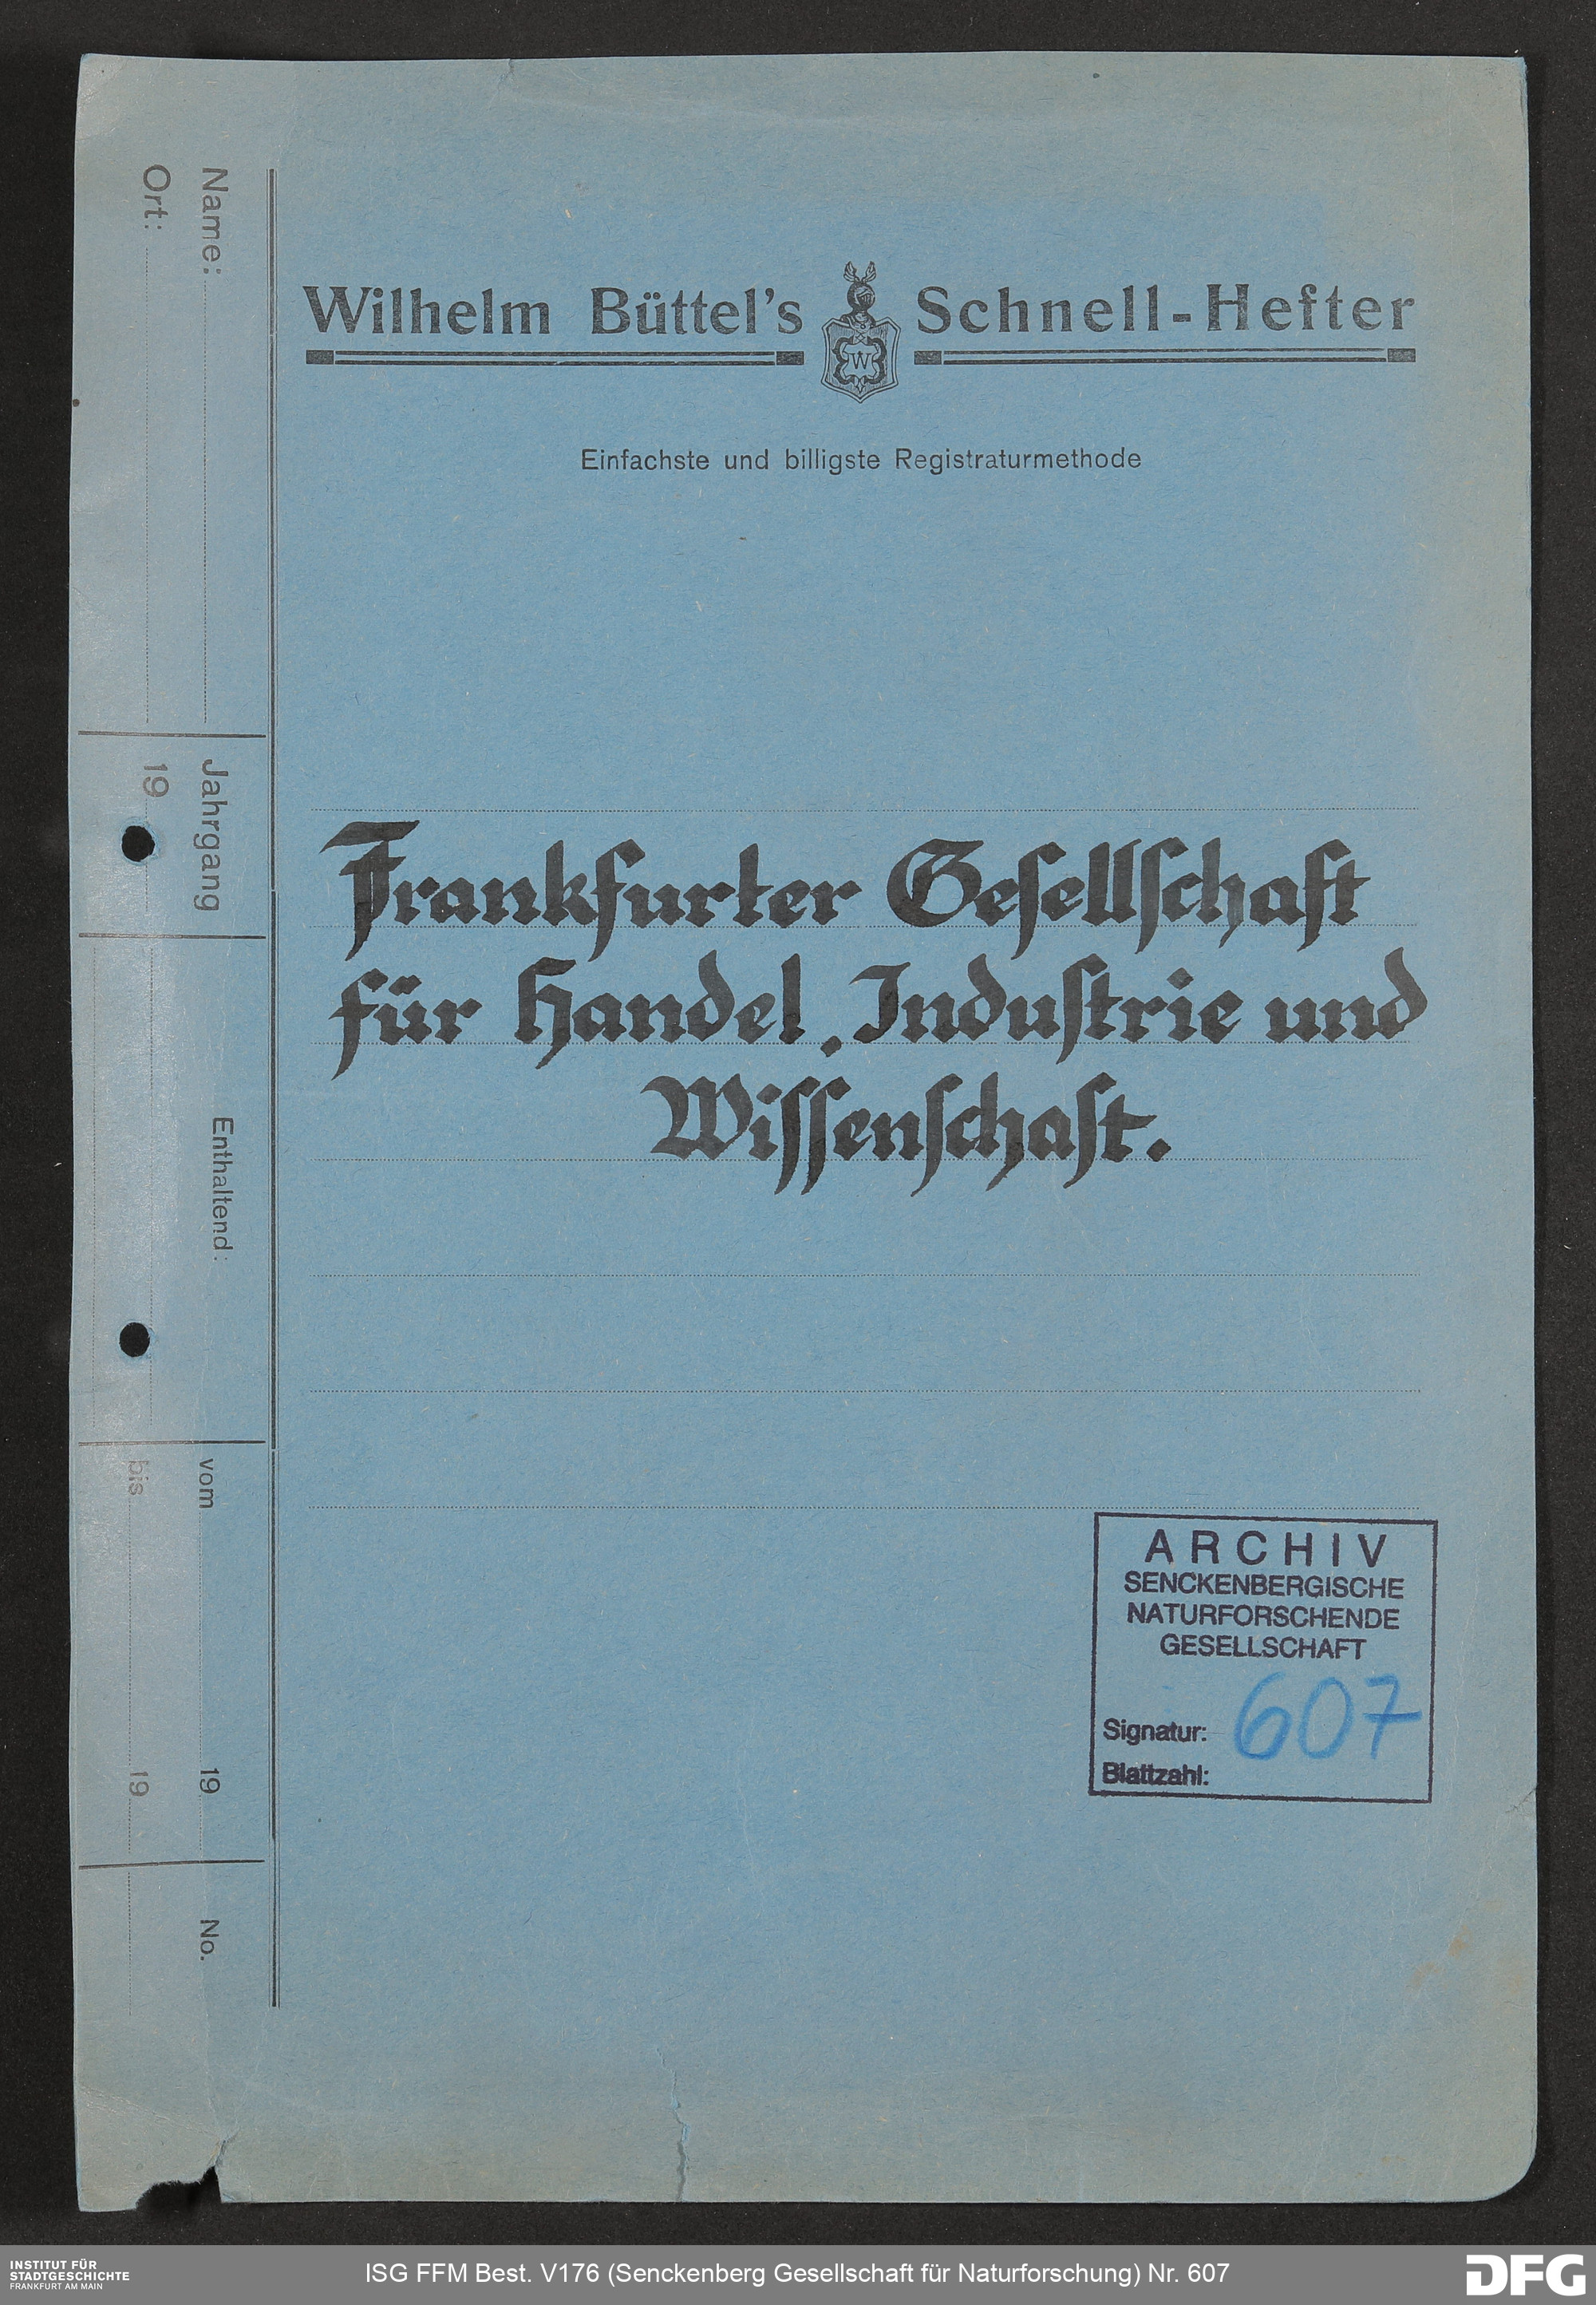 Name:
Ort:
Jahrgang
19
Enthaltend:
vom 19
bis 19
No.
Wilhelm Büttel's Schnell-Hefter
W
Einfachste und billigste Registraturmethode
Frankfurter Geſellſchaft
für Handel, Induſtrie und
Wiſſenſchaft.
ARCHIV
SENCKENBERGISCHE
NATURFORSCHENDE
GESELLSCHAFT
Signatur: 607
Blattzahl:
INSTITUT FÜR
STADTGESCHICHTE
FRANKFURT AM MAIN
ISG FFM Best. V176 (Senckenberg Gesellschaft für Naturforschung) Nr. 607
DFG